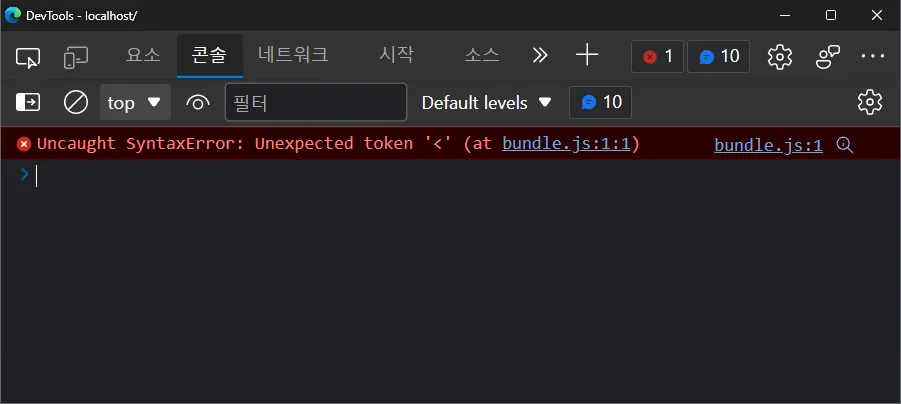 DevTools - localhost/
요소 콘솔 네트워크 시작 소스 1 10
top 필터 Default levels 10
Uncaught SyntaxError: Unexpected token '<' (at bundle.js:1:1) bundle.js:1